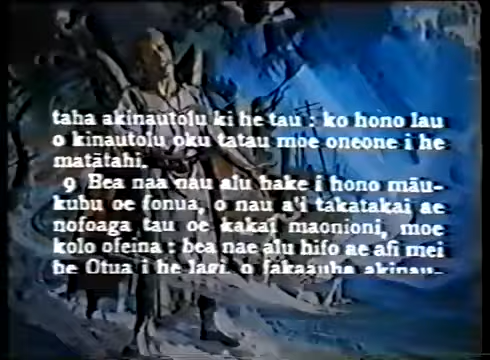 taha akinautolu ki he tau : ko hono lau
o kinautolu oku tatau moe oneone i he
matātahi.
9 Bea naa nau alu hake i hono māu-
kubu oe fonua, o nau a'i takatakai ae
nofoaga tau oe kakai maonioni, moe
kolo ofeina : bea nae alu hifo ae afi mei
he Otua i he lagi, o fakaauha akinau-